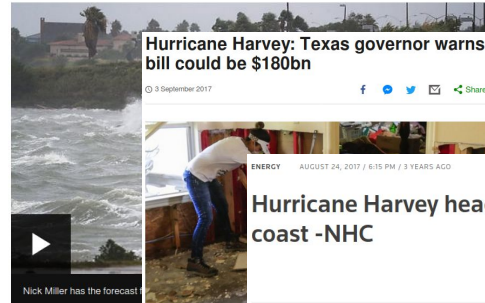 Hurricane Harvey: Texas governor warns
bill could be $180bn
3 September 2017
Share
ENERGY AUGUST 24, 2017 / 6:15 PM / 3 YEARS AGO
Hurricane Harvey hea
coast -NHC
Nick Miller has the forecast f